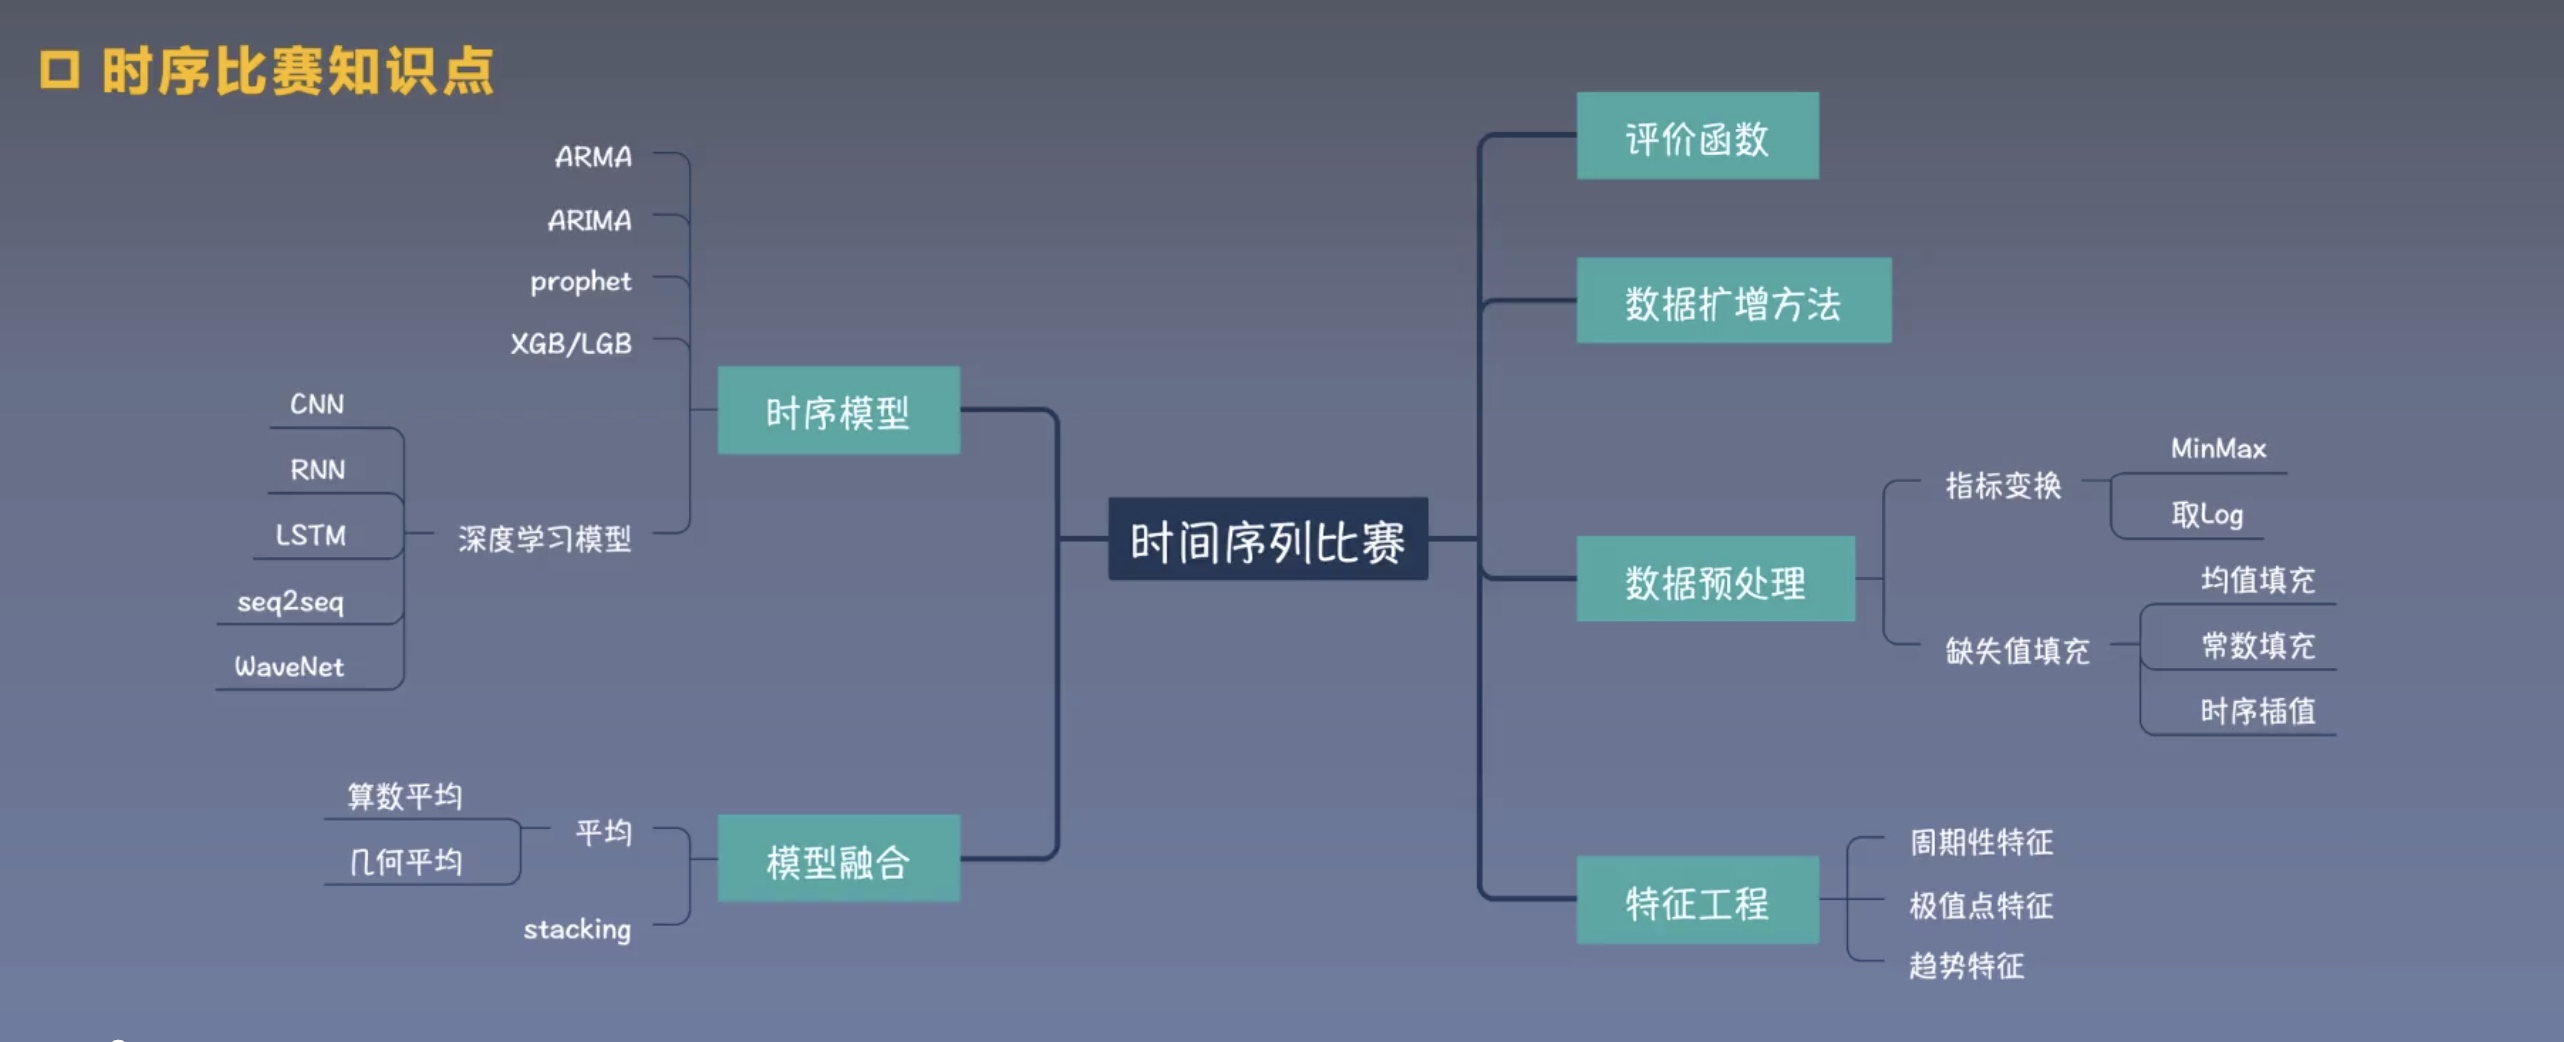 时序比赛知识点
ARMA
ARIMA
prophet
XGB/LGB
时序模型
CNN
RNN
LSTM
seq2seq
WaveNet
深度学习模型
算数平均
几何平均
平均
stacking
模型融合
时间序列比赛
评价函数
数据扩增方法
数据预处理
指标变换
MinMax
取Log
缺失值填充
均值填充
常数填充
时序插值
特征工程
周期性特征
极值点特征
趋势特征